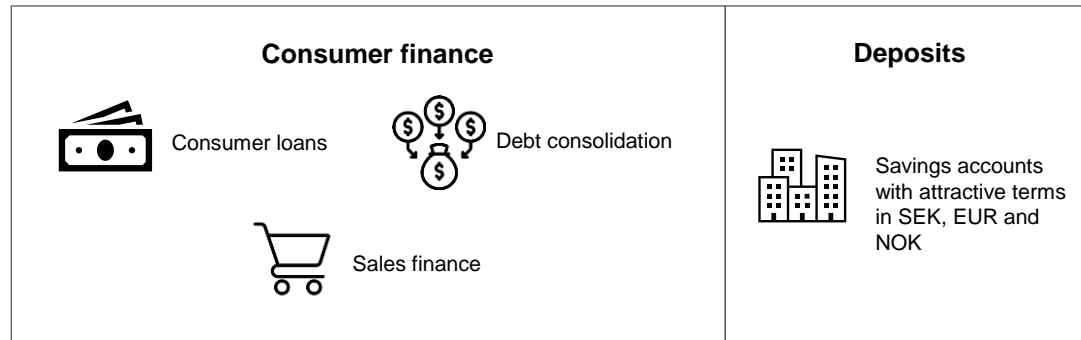 Consumer finance
Consumer loans
Debt consolidation
Sales finance
Deposits
Savings accounts
with attractive terms
in SEK, EUR and
NOK